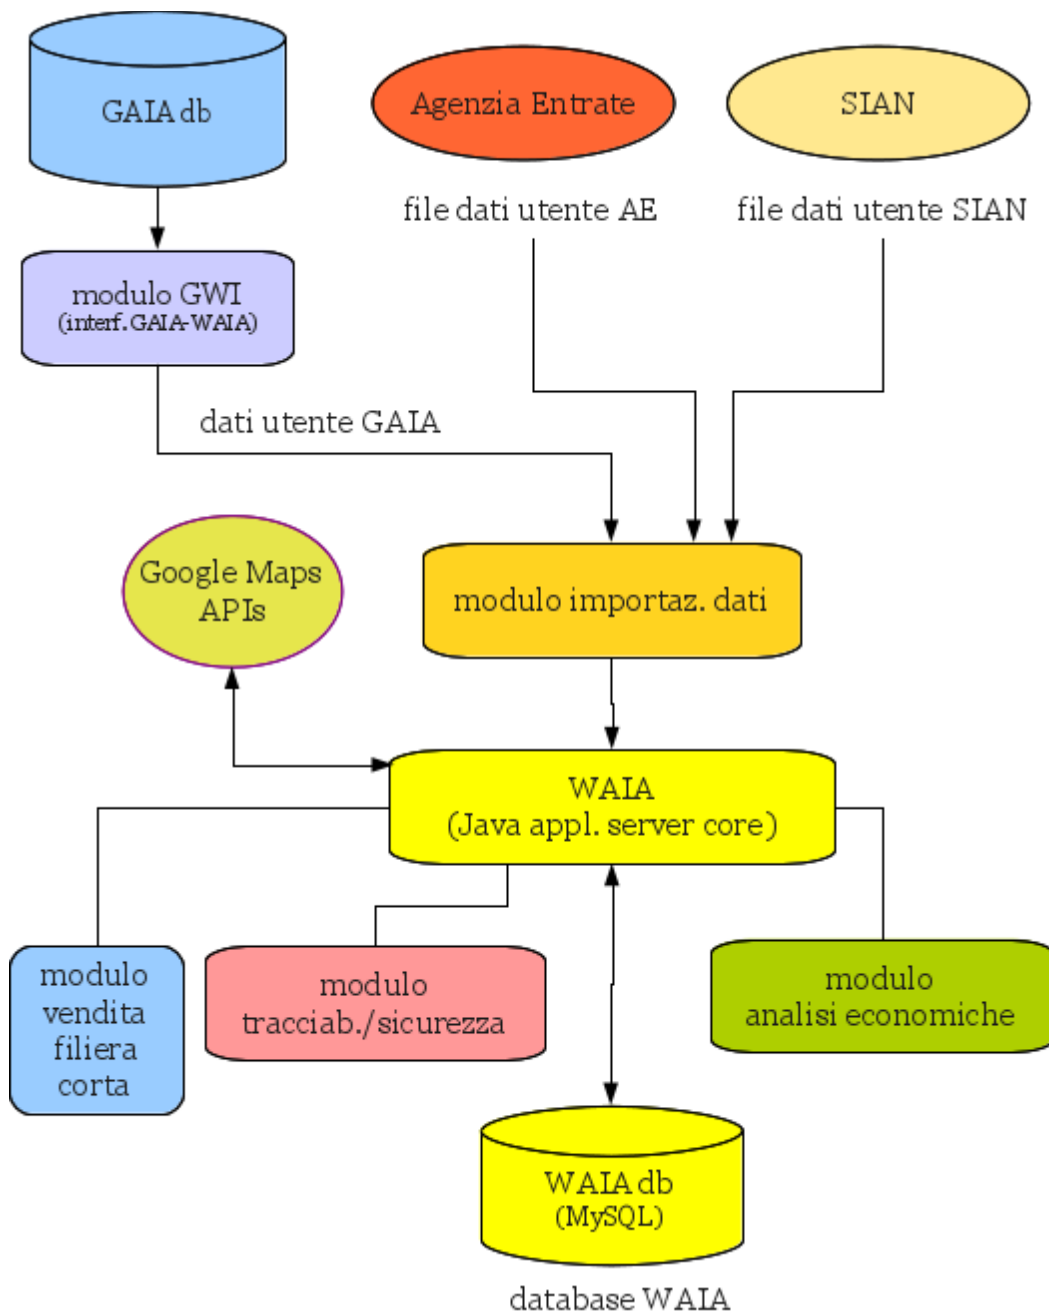 GAIA db
Agenzia Entrate
SIAN
file dati utente AE
file dati utente SIAN
modulo GWI
(interf.GAIA-WAIA)
dati utente GAIA
Google Maps
APIs
modulo importaz. dati
WAIA
(Java appl. server core)
modulo
vendita
filiera
corta
modulo
tracciab./sicurezza
modulo
analisi economiche
WAIA db
(MySQL)
database WAIA